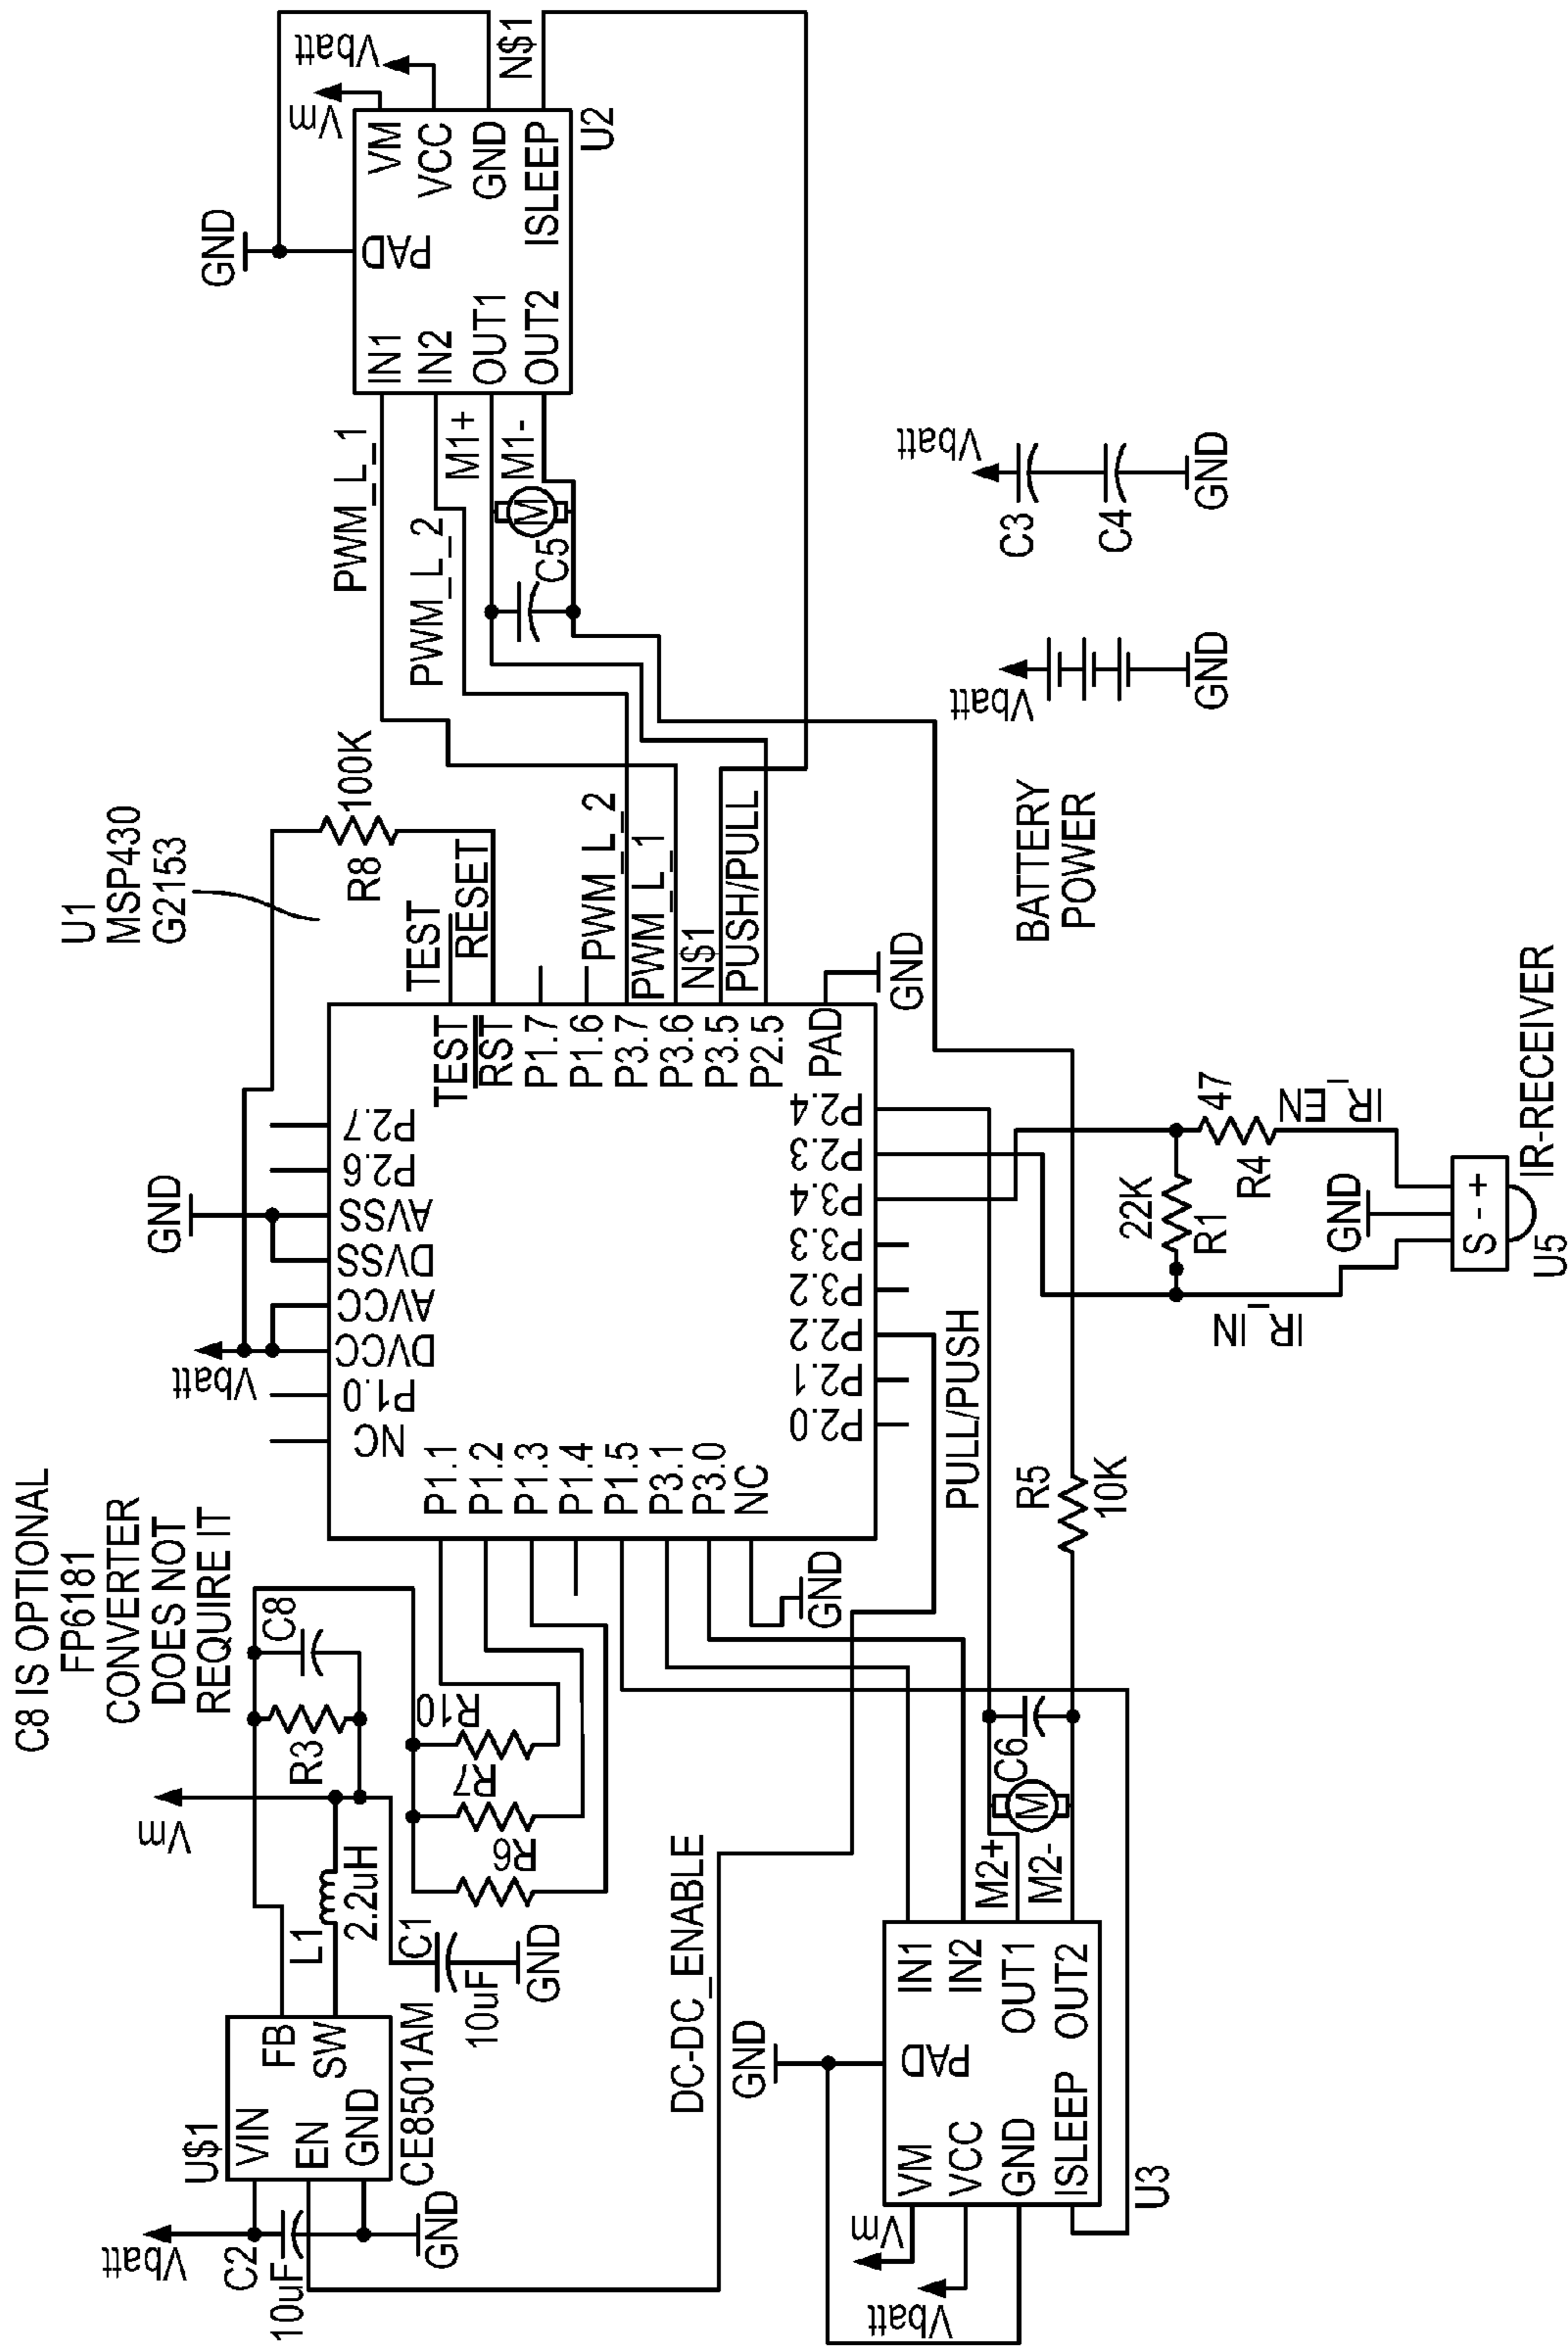 C8 IS OPTIONAL
FP6181
CONVERTER
DOES NOT
REQUIRE IT
U1
MSP430
G2153
U$1
VIN
EN
GND
FB
SW
CE8501AM
Vbatt
C2
10uF
GND
L1
2.2uH
Vm
R3
C8
C1
10uF
GND
R10
R7
R6
NC
P1.0
DVCC
AVCC
DVSS
AVSS
P2.6
P2.7
Vbatt
GND
R8
100K
P1.1
P1.2
P1.3
P1.4
P1.5
P3.1
P3.0
NC
GND
TEST
RST
P1.7
P1.6
P3.7
P3.6
P3.5
P2.5
PAD
TEST
RESET
PWM_L_2
PWM_L_1
N$1
PUSH/PULL
GND
P2.0
P2.1
P2.2
P3.2
P3.3
P3.4
P2.3
P2.4
PWM_L_1
PWM_L_2
M1+
M1-
M
C5
IN1
IN2
OUT1
OUT2
PAD
VM
VCC
GND
ISLEEP
U2
GND
Vm
Vbatt
N$1
DC-DC_ENABLE
GND
PAD
VM
VCC
GND
ISLEEP
IN1
IN2
OUT1
OUT2
U3
Vm
Vbatt
M2+
M2-
M
C6
PULL/PUSH
R5
10K
22K
R1
47
R4
IR_EN
IR_IN
GND
S - +
U5
IR-RECEIVER
BATTERY
POWER
Vbatt
GND
Vbatt
C3
C4
GND